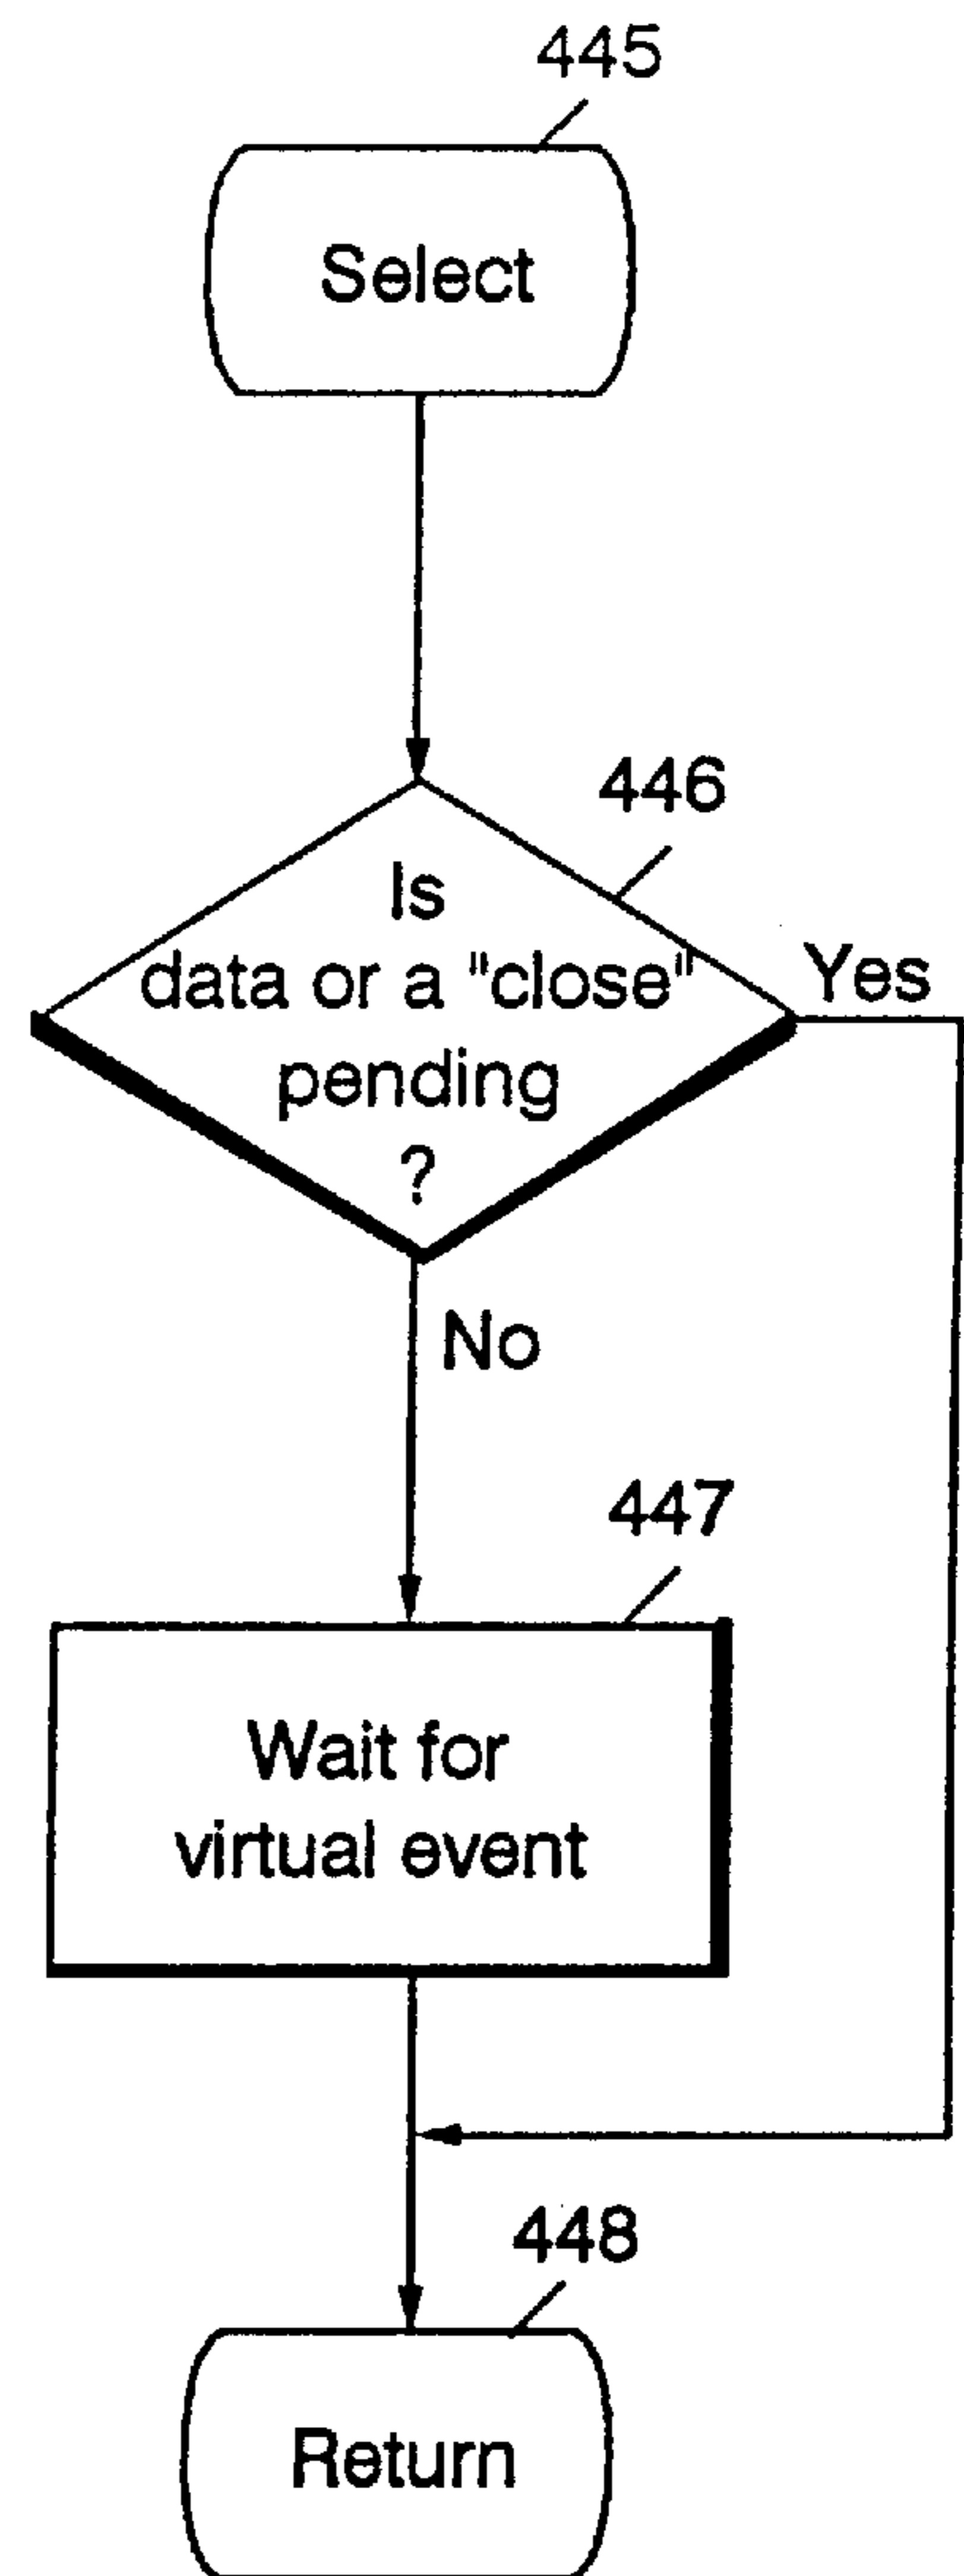 445
Select
446
Is
data or a "close"
pending
?
Yes
No
447
Wait for
virtual event
448
Return